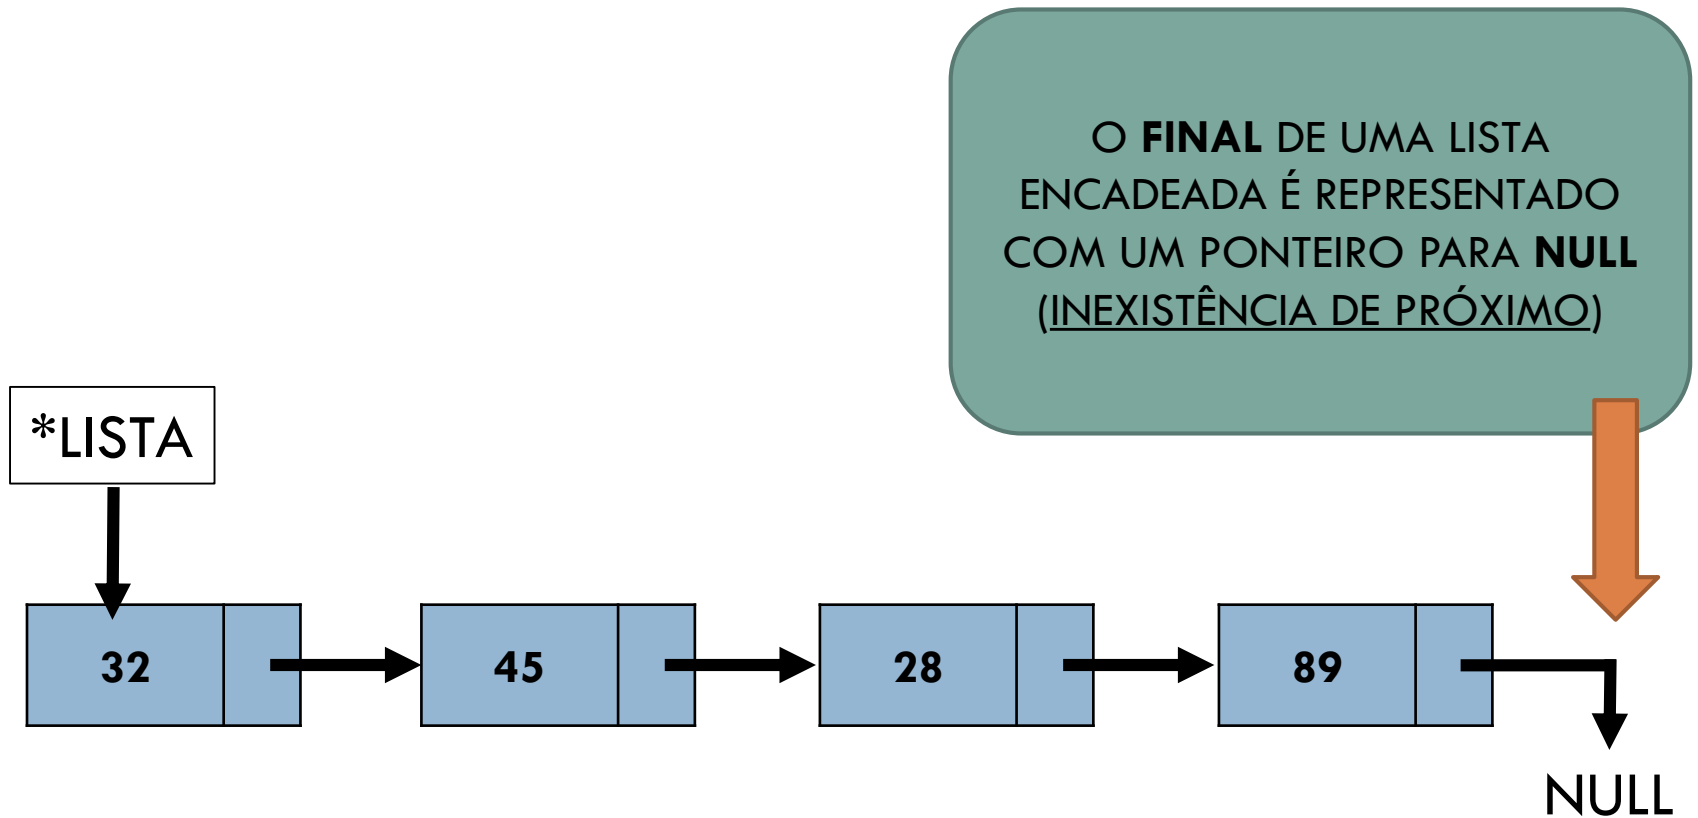 O FINAL DE UMA LISTA
ENCADEADA É REPRESENTADO
COM UM PONTEIRO PARA NULL
(INEXISTÊNCIA DE PRÓXIMO)
*LISTA
32
45
28
89
NULL